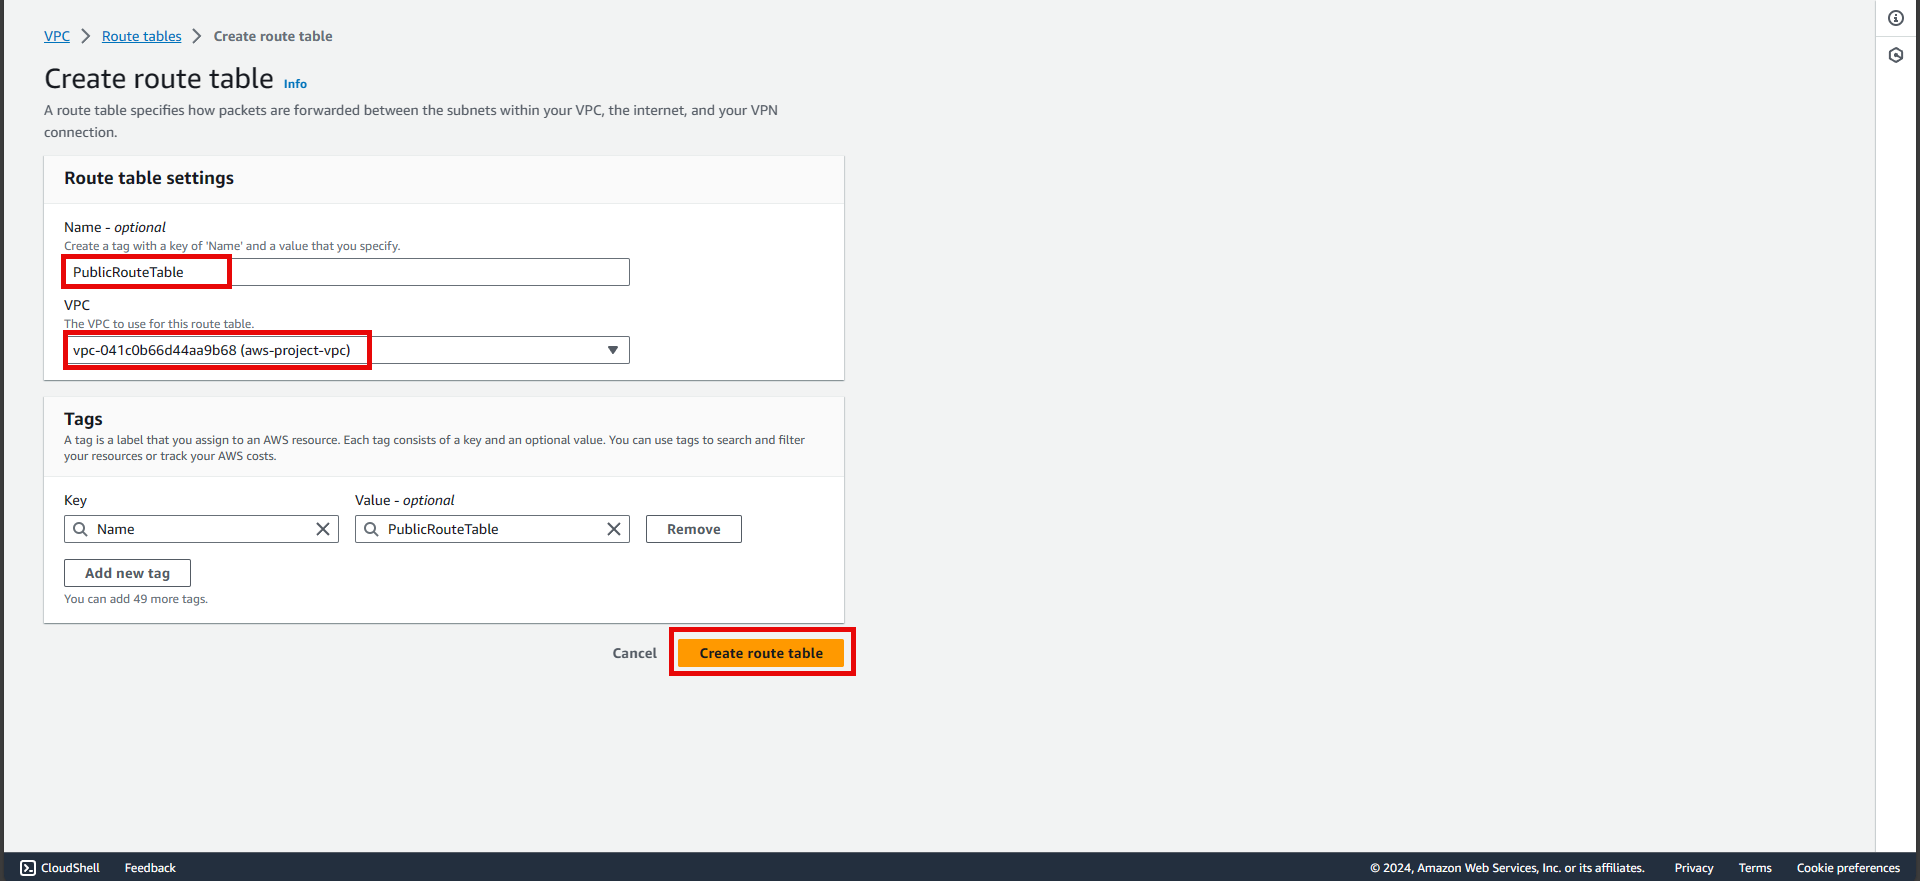 VPC > Route tables > Create route table
Create route table Info
A route table specifies how packets are forwarded between the subnets within your VPC, the internet, and your VPN
connection.
Route table settings
Name - optional
Create a tag with a key of 'Name' and a value that you specify.
PublicRouteTable
VPC
The VPC to use for this route table.
vpc-041c0b66d44aa9b68 (aws-project-vpc)
Tags
A tag is a label that you assign to an AWS resource. Each tag consists of a key and an optional value. You can use tags to search and filter
your resources or track your AWS costs.
Key Value - optional
Name PublicRouteTable Remove
Add new tag
You can add 49 more tags.
Cancel Create route table
CloudShell Feedback © 2024, Amazon Web Services, Inc. or its affiliates. Privacy Terms Cookie preferences